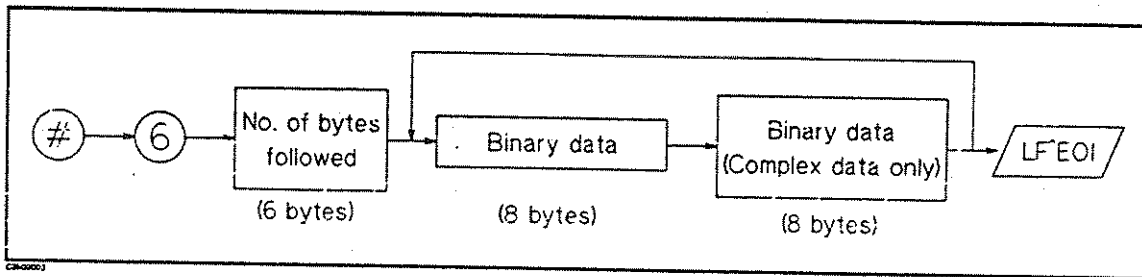 #
6
No. of bytes
followed
(6 bytes)
Binary data
(8 bytes)
Binary data
(Complex data only)
(8 bytes)
LF^EOI